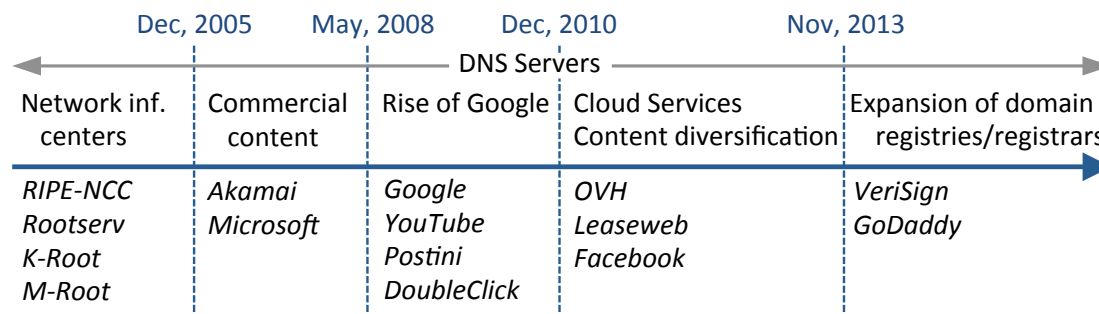 Dec, 2005 May, 2008 Dec, 2010 Nov, 2013
DNS Servers
Network inf. centers
Commercial content
Rise of Google
Cloud Services
Content diversification
Expansion of domain
registries/registrars
RIPE-NCC
Rootserv
K-Root
M-Root
Akamai
Microsoft
Google
YouTube
Postini
DoubleClick
OVH
Leaseweb
Facebook
VeriSign
GoDaddy